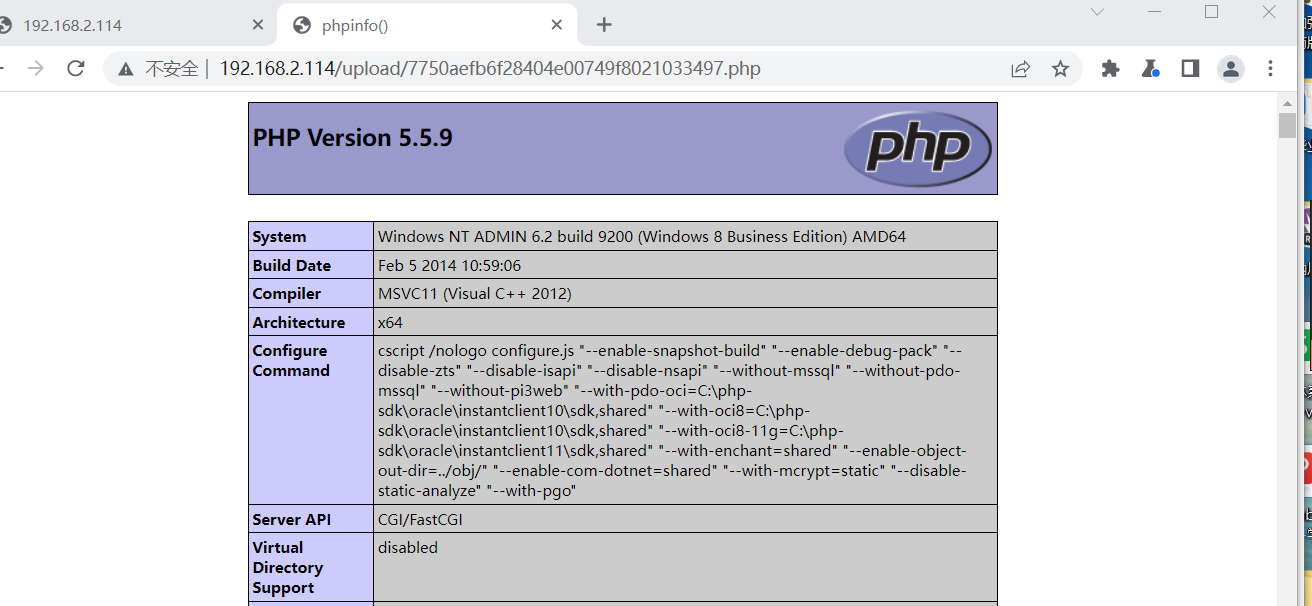 192.168.2.114
phpinfo()
不安全 192.168.2.114/upload/7750aefb6f28404e00749f8021033497.php
PHP Version 5.5.9
php
System
Windows NT ADMIN 6.2 build 9200 (Windows 8 Business Edition) AMD64
Build Date
Feb 5 2014 10:59:06
Compiler
MSVC11 (Visual C++ 2012)
Architecture
x64
Configure
Command
cscript /nologo configure.js "--enable-snapshot-build" "--enable-debug-pack" "--
disable-zts" "--disable-isapi" "--disable-nsapi" "--without-mssql" "--without-pdo-
mssql" "--without-pi3web" "--with-pdo-oci=C:\php-
sdk\oracle\instantclient10\sdk,shared" "--with-oci8=C:\php-
sdk\oracle\instantclient10\sdk,shared" "--with-oci8-11g=C:\php-
sdk\oracle\instantclient11\sdk,shared" "--with-enchant=shared" "--enable-object-
out-dir=../obj/" "--enable-com-dotnet=shared" "--with-mcrypt=static" "--disable-
static-analyze" "--with-pgo"
Server API
CGI/FastCGI
Virtual
Directory
Support
disabled